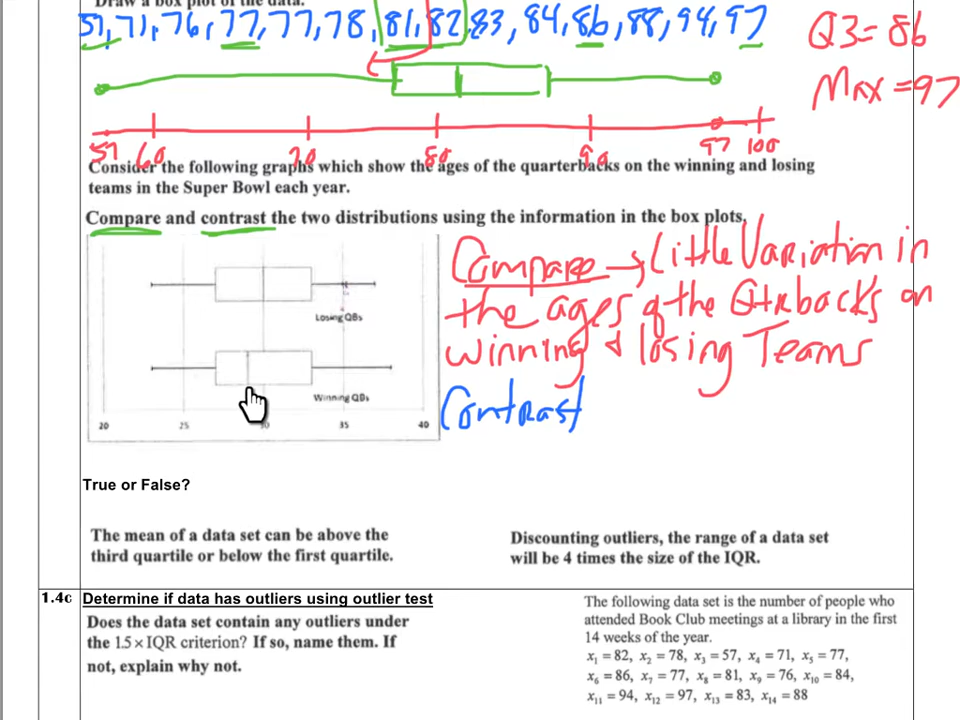 Draw a box plot of the data.
57, 71, 76, 77, 77, 78, 81, 82, 83, 84, 86, 88, 94, 97
Q3 = 86
Max = 97
57 60 70 80 90 97 100
Consider the following graphs which show the ages of the quarterbacks on the winning and losing
teams in the Super Bowl each year.
Compare and contrast the two distributions using the information in the box plots.
Compare → Little Variation in
the ages of the Qtrbacks on
winning & losing Teams
Contrast
Losing QBs
Winning QBs
20 25 30 35 40
True or False?
The mean of a data set can be above the
third quartile or below the first quartile.
Discounting outliers, the range of a data set
will be 4 times the size of the IQR.
1.4c Determine if data has outliers using outlier test
Does the data set contain any outliers under
the 1.5 × IQR criterion? If so, name them. If
not, explain why not.
The following data set is the number of people who
attended Book Club meetings at a library in the first
14 weeks of the year.
x1 = 82, x2 = 78, x3 = 57, x4 = 71, x5 = 77,
x6 = 86, x7 = 77, x8 = 81, x9 = 76, x10 = 84,
x11 = 94, x12 = 97, x13 = 83, x14 = 88